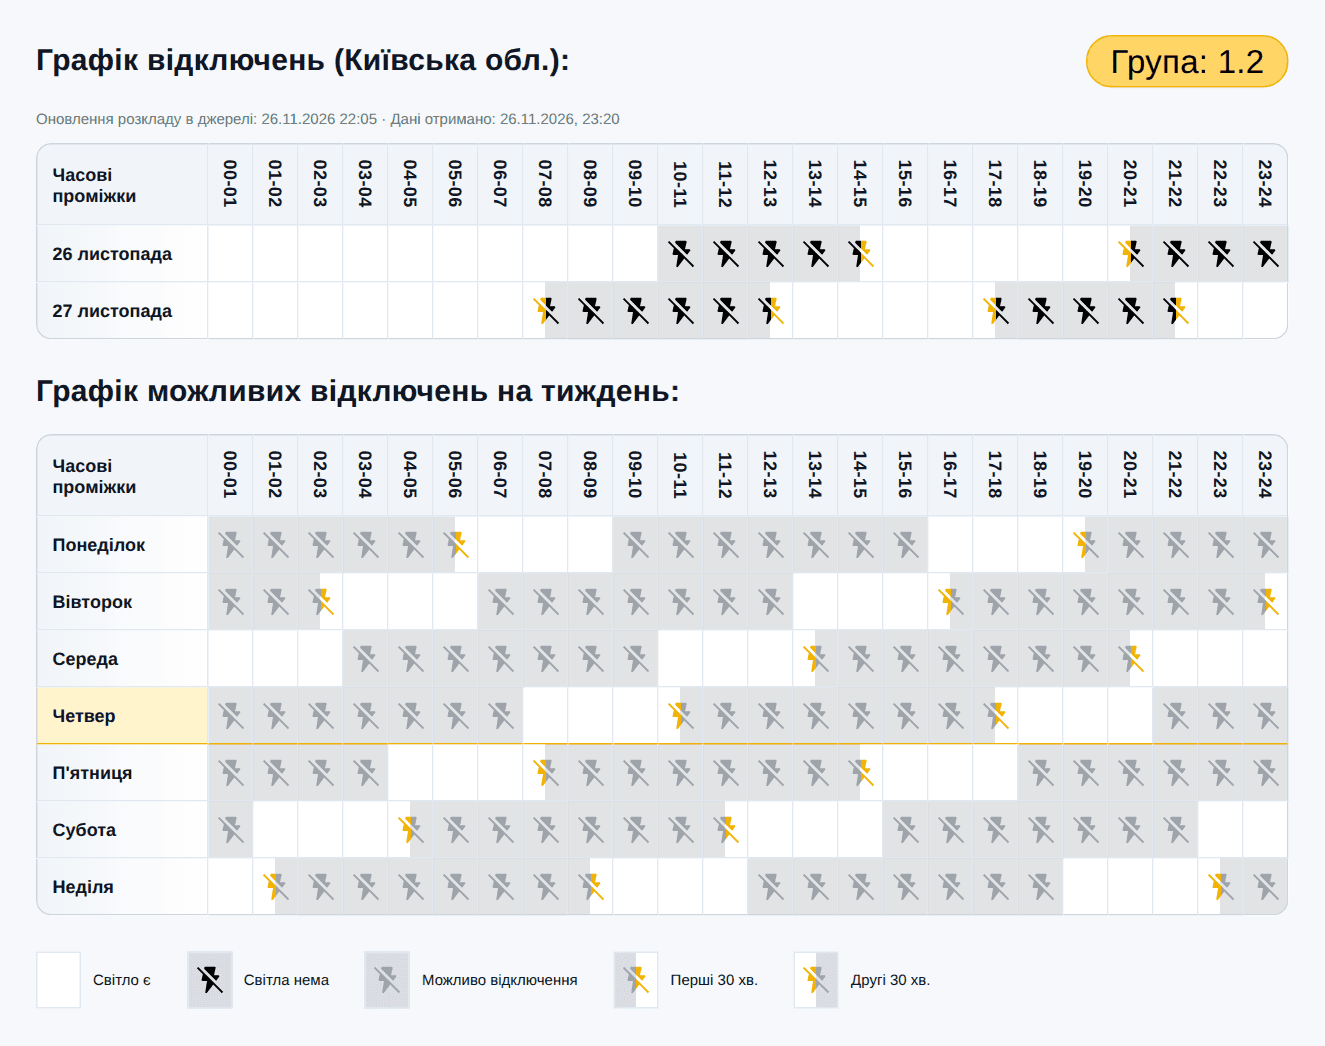 Графік відключень (Київська обл.):
Група: 1.2
Оновлення розкладу в джерелі: 26.11.2026 22:05 · Дані отримано: 26.11.2026, 23:20
Часові
проміжки
00-01 01-02 02-03 03-04 04-05 05-06 06-07 07-08 08-09 09-10 10-11 11-12 12-13 13-14 14-15 15-16 16-17 17-18 18-19 19-20 20-21 21-22 22-23 23-24
26 листопада
27 листопада
Графік можливих відключень на тиждень:
Часові
проміжки
00-01 01-02 02-03 03-04 04-05 05-06 06-07 07-08 08-09 09-10 10-11 11-12 12-13 13-14 14-15 15-16 16-17 17-18 18-19 19-20 20-21 21-22 22-23 23-24
Понеділок
Вівторок
Середа
Четвер
П'ятниця
Субота
Неділя
Світло є
Світла нема
Можливо відключення
Перші 30 хв.
Другі 30 хв.